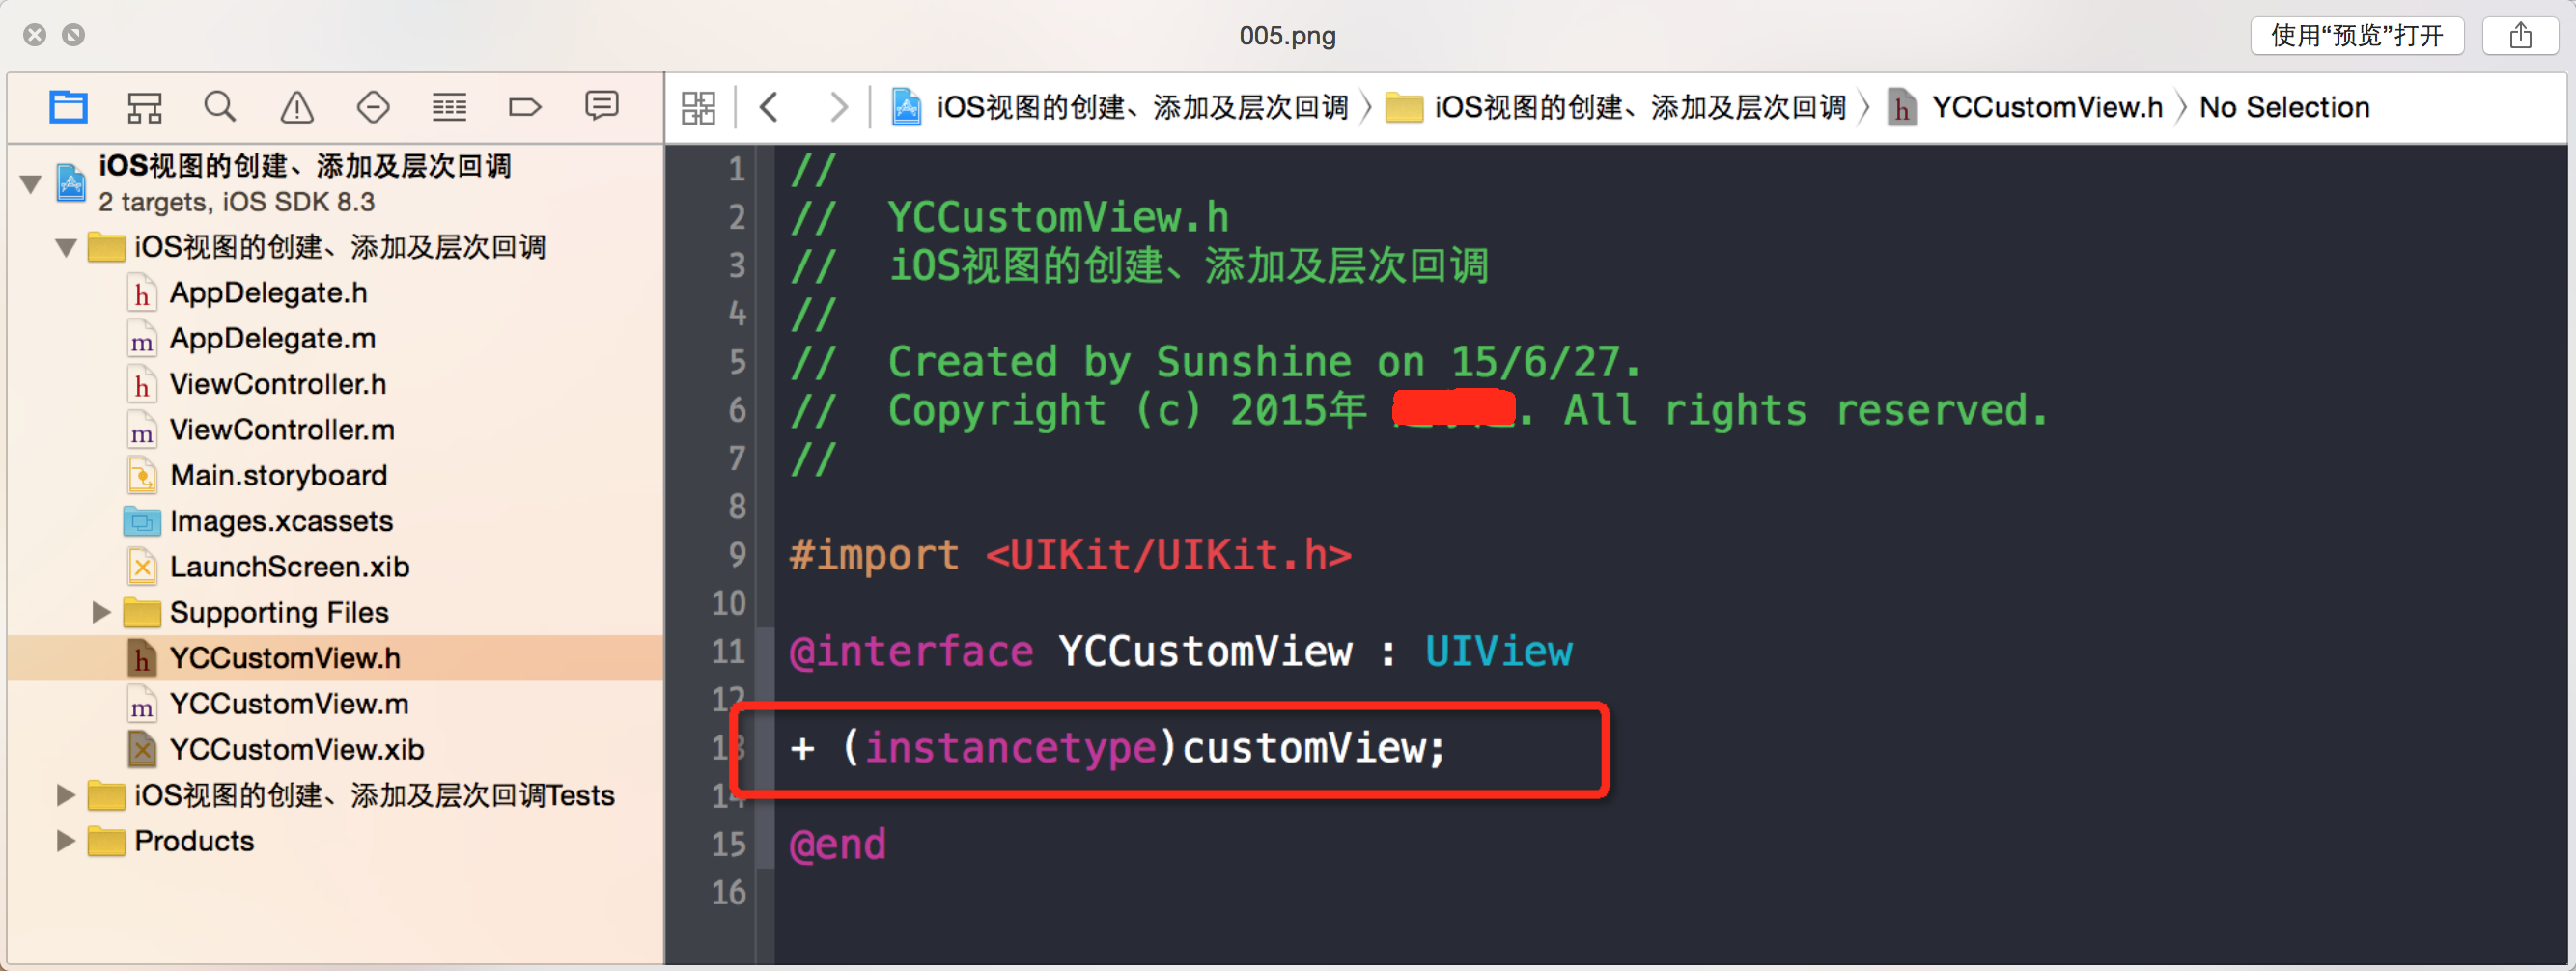 005.png
使用“预览”打开
iOS视图的创建、添加及层次回调
iOS视图的创建、添加及层次回调
YCCustomView.h
No Selection
iOS视图的创建、添加及层次回调
2 targets, iOS SDK 8.3
iOS视图的创建、添加及层次回调
h AppDelegate.h
m AppDelegate.m
h ViewController.h
m ViewController.m
Main.storyboard
Images.xcassets
LaunchScreen.xib
Supporting Files
h YCCustomView.h
m YCCustomView.m
YCCustomView.xib
iOS视图的创建、添加及层次回调Tests
Products
1 //
2 //  YCCustomView.h
3 //  iOS视图的创建、添加及层次回调
4 //
5 //  Created by Sunshine on 15/6/27.
6 //  Copyright (c) 2015年 . All rights reserved.
7 //
8
9 #import <UIKit/UIKit.h>
10
11 @interface YCCustomView : UIView
12
13 + (instancetype)customView;
14
15 @end
16